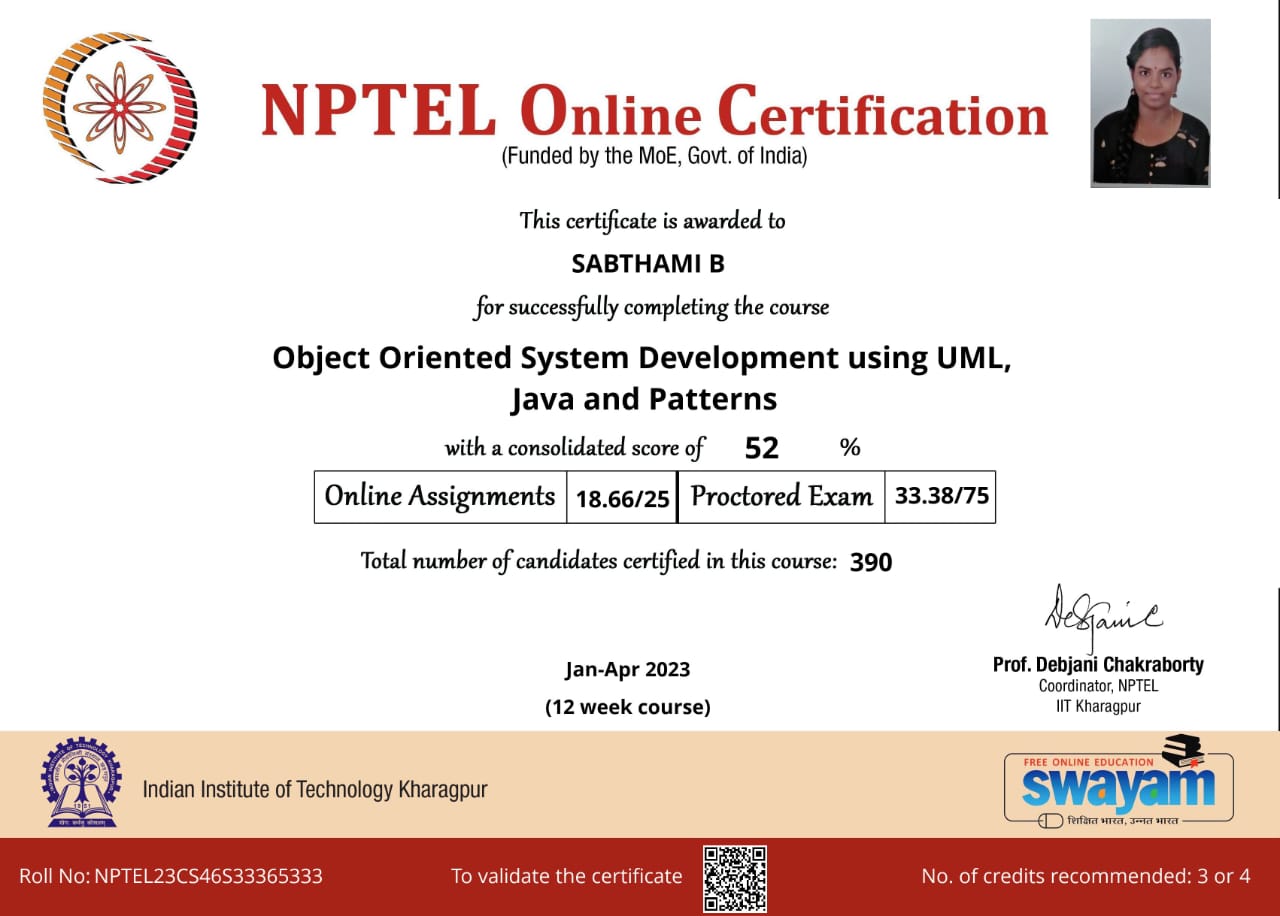 NPTEL Online Certification
(Funded by the MoE, Govt. of India)
This certificate is awarded to
SABTHAMI B
for successfully completing the course
Object Oriented System Development using UML,
Java and Patterns
with a consolidated score of 52 %
Online Assignments 18.66/25 Proctored Exam 33.38/75
Total number of candidates certified in this course: 390
Jan-Apr 2023
(12 week course)
Prof. Debjani Chakraborty
Coordinator, NPTEL
IIT Kharagpur
Indian Institute of Technology Kharagpur
FREE ONLINE EDUCATION
swayam
शिक्षित भारत, उन्नत भारत
Roll No: NPTEL23CS46S33365333
To validate the certificate
No. of credits recommended: 3 or 4